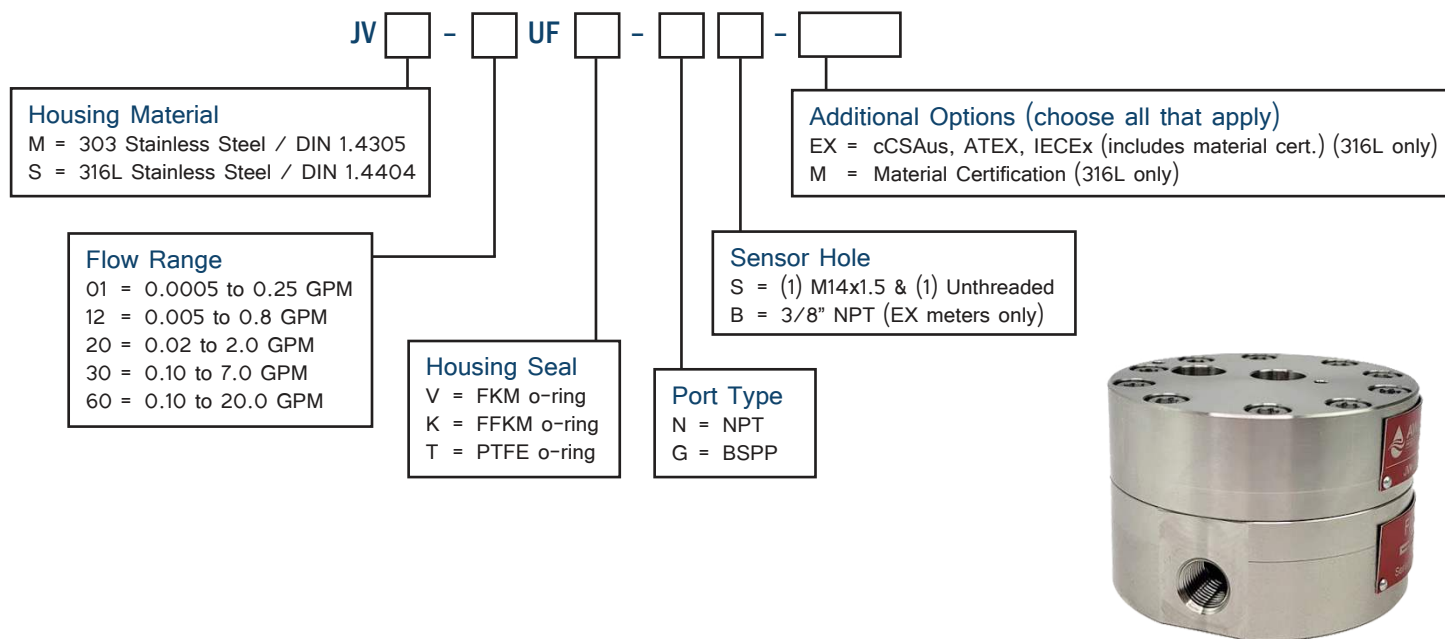 JV - UF - -
Housing Material
M = 303 Stainless Steel / DIN 1.4305
S = 316L Stainless Steel / DIN 1.4404
Additional Options (choose all that apply)
EX = cCSAus, ATEX, IECEx (includes material cert.) (316L only)
M = Material Certification (316L only)
Flow Range
01 = 0.0005 to 0.25 GPM
12 = 0.005 to 0.8 GPM
20 = 0.02 to 2.0 GPM
30 = 0.10 to 7.0 GPM
60 = 0.10 to 20.0 GPM
Sensor Hole
S = (1) M14x1.5 & (1) Unthreaded
B = 3/8” NPT (EX meters only)
Housing Seal
V = FKM o-ring
K = FFKM o-ring
T = PTFE o-ring
Port Type
N = NPT
G = BSPP